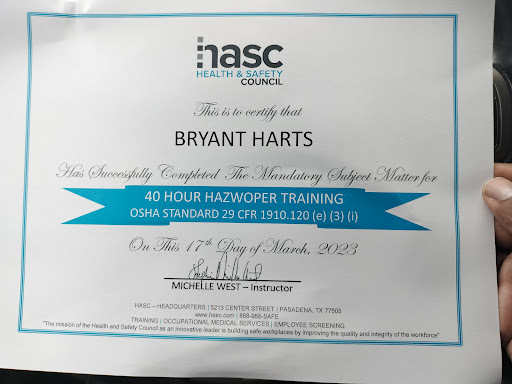 hasc
HEALTH & SAFETY
COUNCIL
This is to certify that
BRYANT HARTS
Has Successfully Completed The Mandatory Subject Matter for
40 HOUR HAZWOPER TRAINING
OSHA STANDARD 29 CFR 1910.120 (e) (3) (i)
On This 17th Day of March, 2023
MICHELLE WEST – Instructor
HASC – HEADQUARTERS | 5213 CENTER STREET | PASADENA, TX 77505
www.hasc.com | 888-955-SAFE
TRAINING | OCCUPATIONAL MEDICAL SERVICES | EMPLOYEE SCREENING
"The mission of the Health and Safety Council as an innovative leader is building safe workplaces by improving the quality and integrity of the workforce"